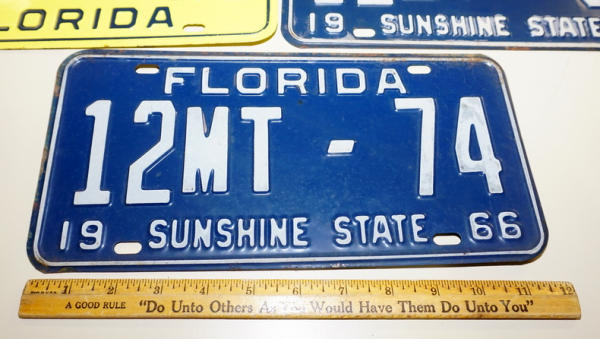 LORIDA
19 SUNSHINE STATE
FLORIDA
12MT - 74
19 SUNSHINE STATE 66
1 2 3 4 5 6 7 8 9 10 11 12
A GOOD RULE "Do Unto Others As You Would Have Them Do Unto You"